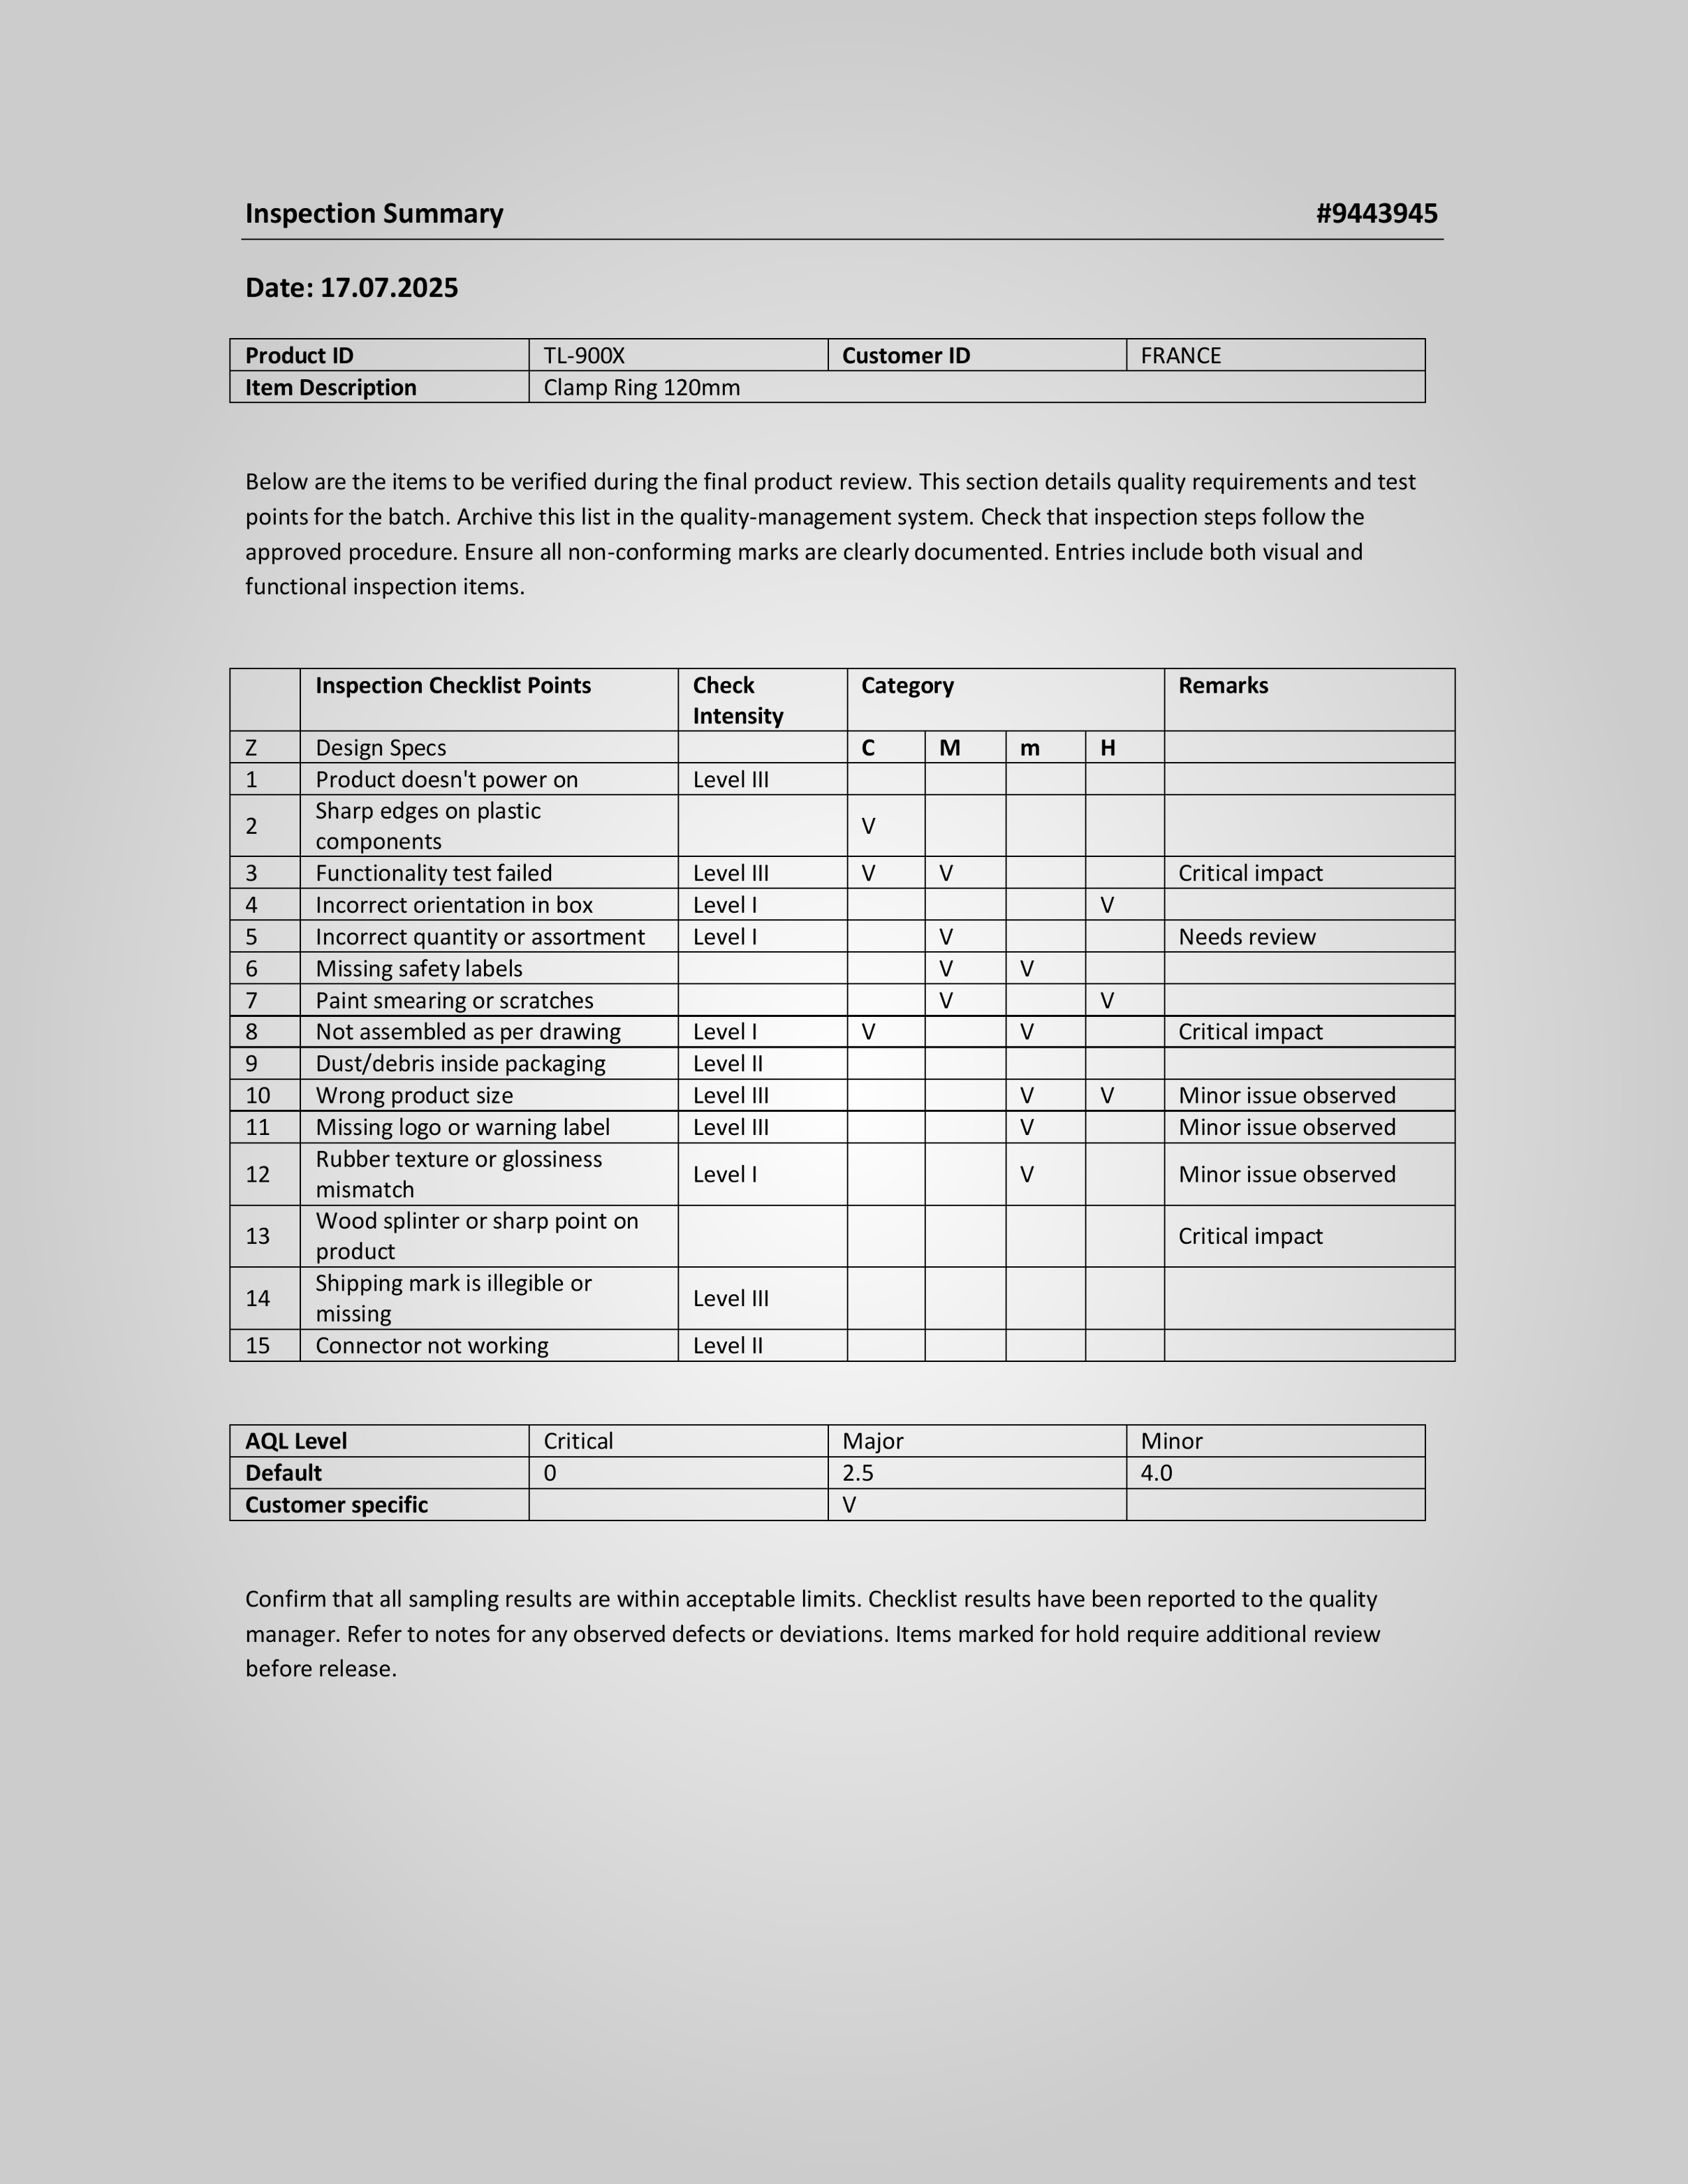 Inspection Summary #9443945
Date: 17.07.2025
Product ID TL-900X Customer ID FRANCE
Item Description Clamp Ring 120mm
Below are the items to be verified during the final product review. This section details quality requirements and test
points for the batch. Archive this list in the quality-management system. Check that inspection steps follow the
approved procedure. Ensure all non-conforming marks are clearly documented. Entries include both visual and
functional inspection items.
Inspection Checklist Points Check Category Remarks
Intensity
Z Design Specs C M m H
1 Product doesn't power on Level III
Sharp edges on plastic
2 V
components
3 Functionality test failed Level III V V Critical impact
4 Incorrect orientation in box Level I V
5 Incorrect quantity or assortment Level I V Needs review
6 Missing safety labels V V
7 Paint smearing or scratches V V
8 Not assembled as per drawing Level I V V Critical impact
9 Dust/debris inside packaging Level II
10 Wrong product size Level III V V Minor issue observed
11 Missing logo or warning label Level III V Minor issue observed
Rubber texture or glossiness
12 Level I V Minor issue observed
mismatch
Wood splinter or sharp point on
13 Critical impact
product
Shipping mark is illegible or
14 Level III
missing
15 Connector not working Level II
AQL Level Critical Major Minor
Default 0 2.5 4.0
Customer specific V
Confirm that all sampling results are within acceptable limits. Checklist results have been reported to the quality
manager. Refer to notes for any observed defects or deviations. Items marked for hold require additional review
before release.